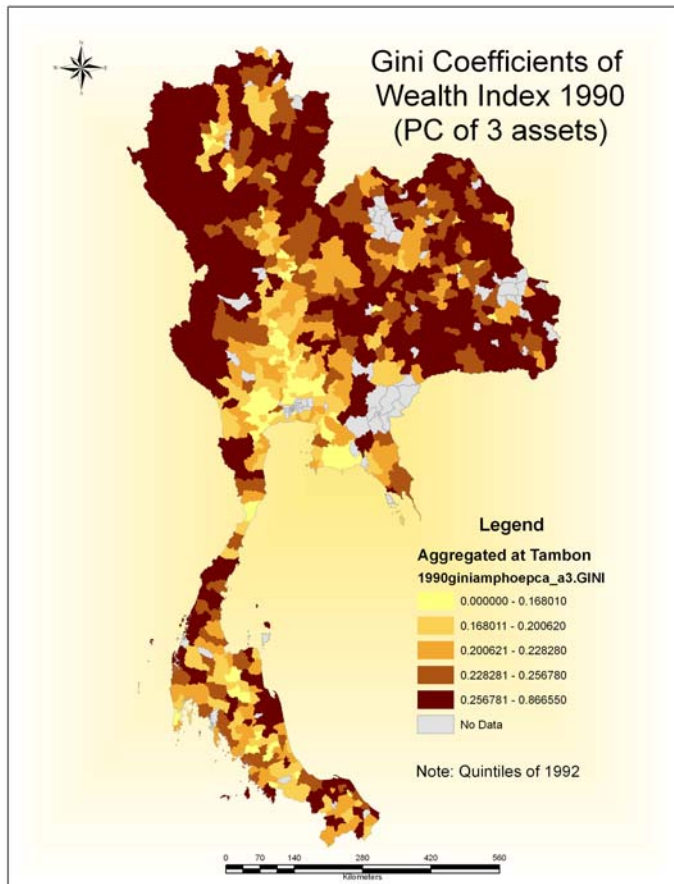 Gini Coefficients of
Wealth Index 1990
(PC of 3 assets)
Legend
Aggregated at Tambon
1990giniamphoepca_a3.GINI
0.000000 - 0.168010
0.168011 - 0.200620
0.200621 - 0.228280
0.228281 - 0.256780
0.256781 - 0.866550
No Data
Note: Quintiles of 1992
0 70 140 280 420 560
Kilometers